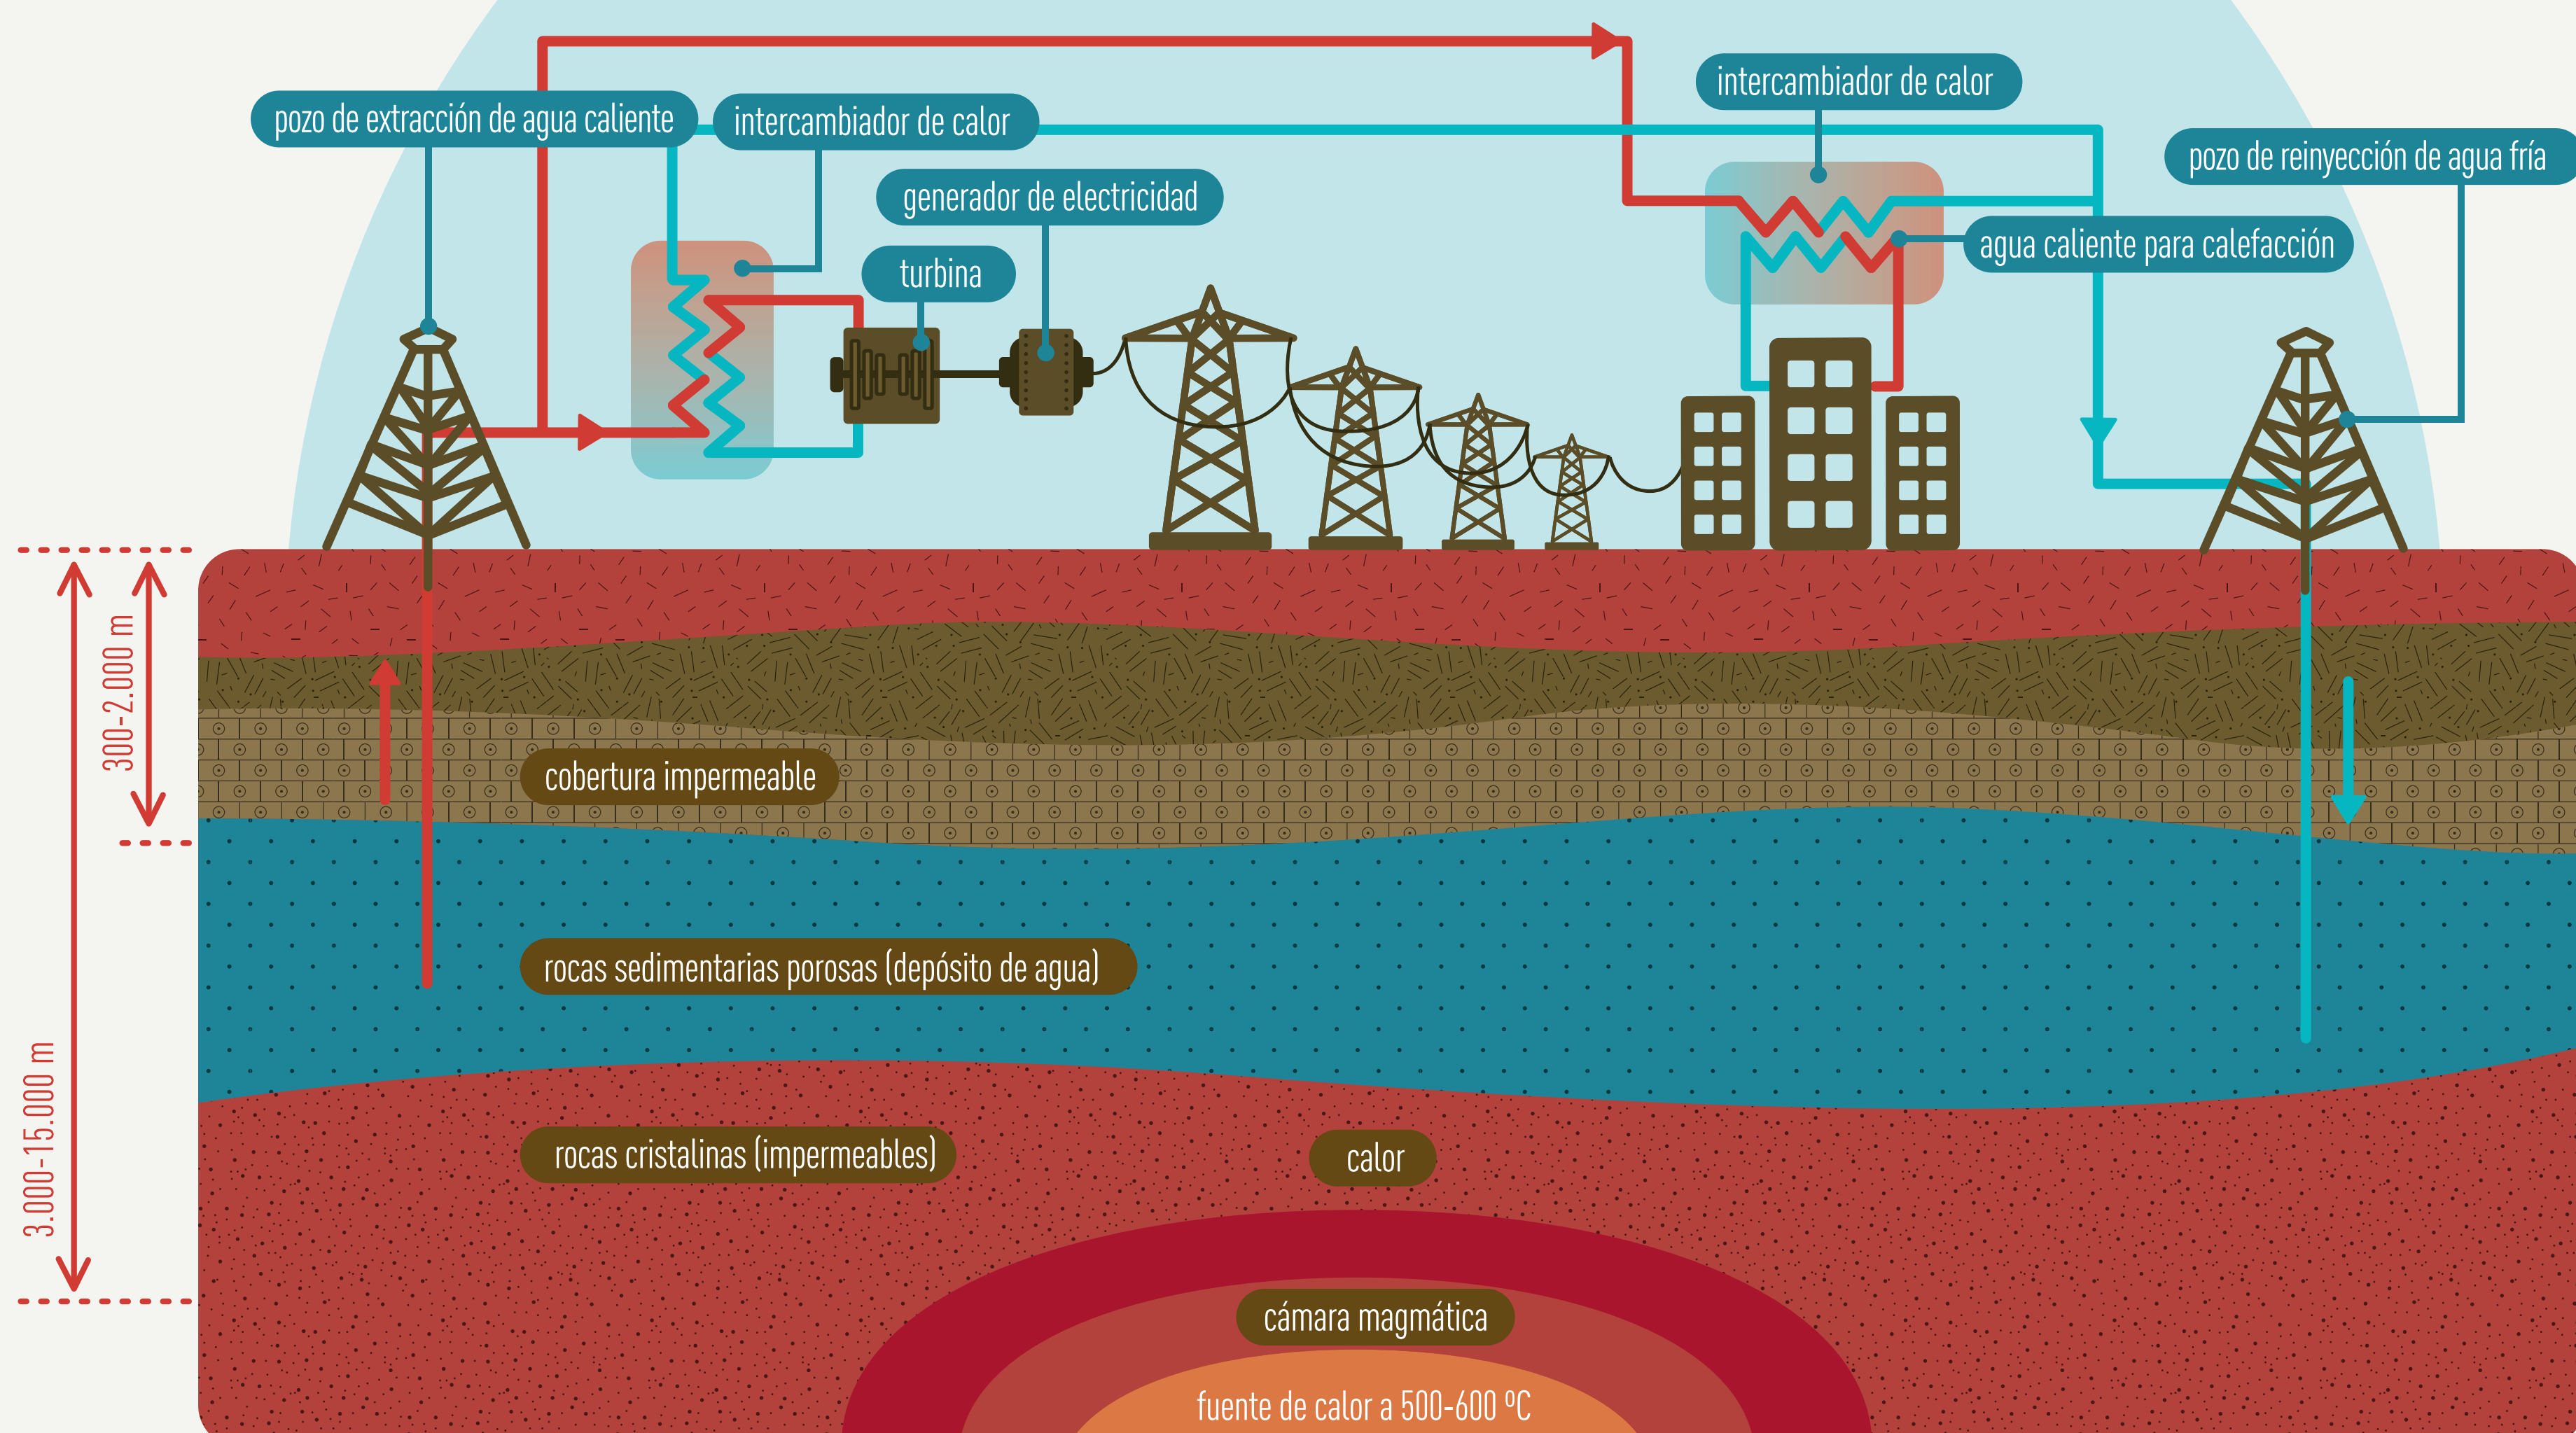 intercambiador de calor
pozo de extracción de agua caliente
intercambiador de calor
pozo de reinyección de agua fría
generador de electricidad
agua caliente para calefacción
turbina
300-2.000 m
cobertura impermeable
rocas sedimentarias porosas (depósito de agua)
3.000-15.000 m
rocas cristalinas (impermeables)
calor
cámara magmática
fuente de calor a 500-600 ºC